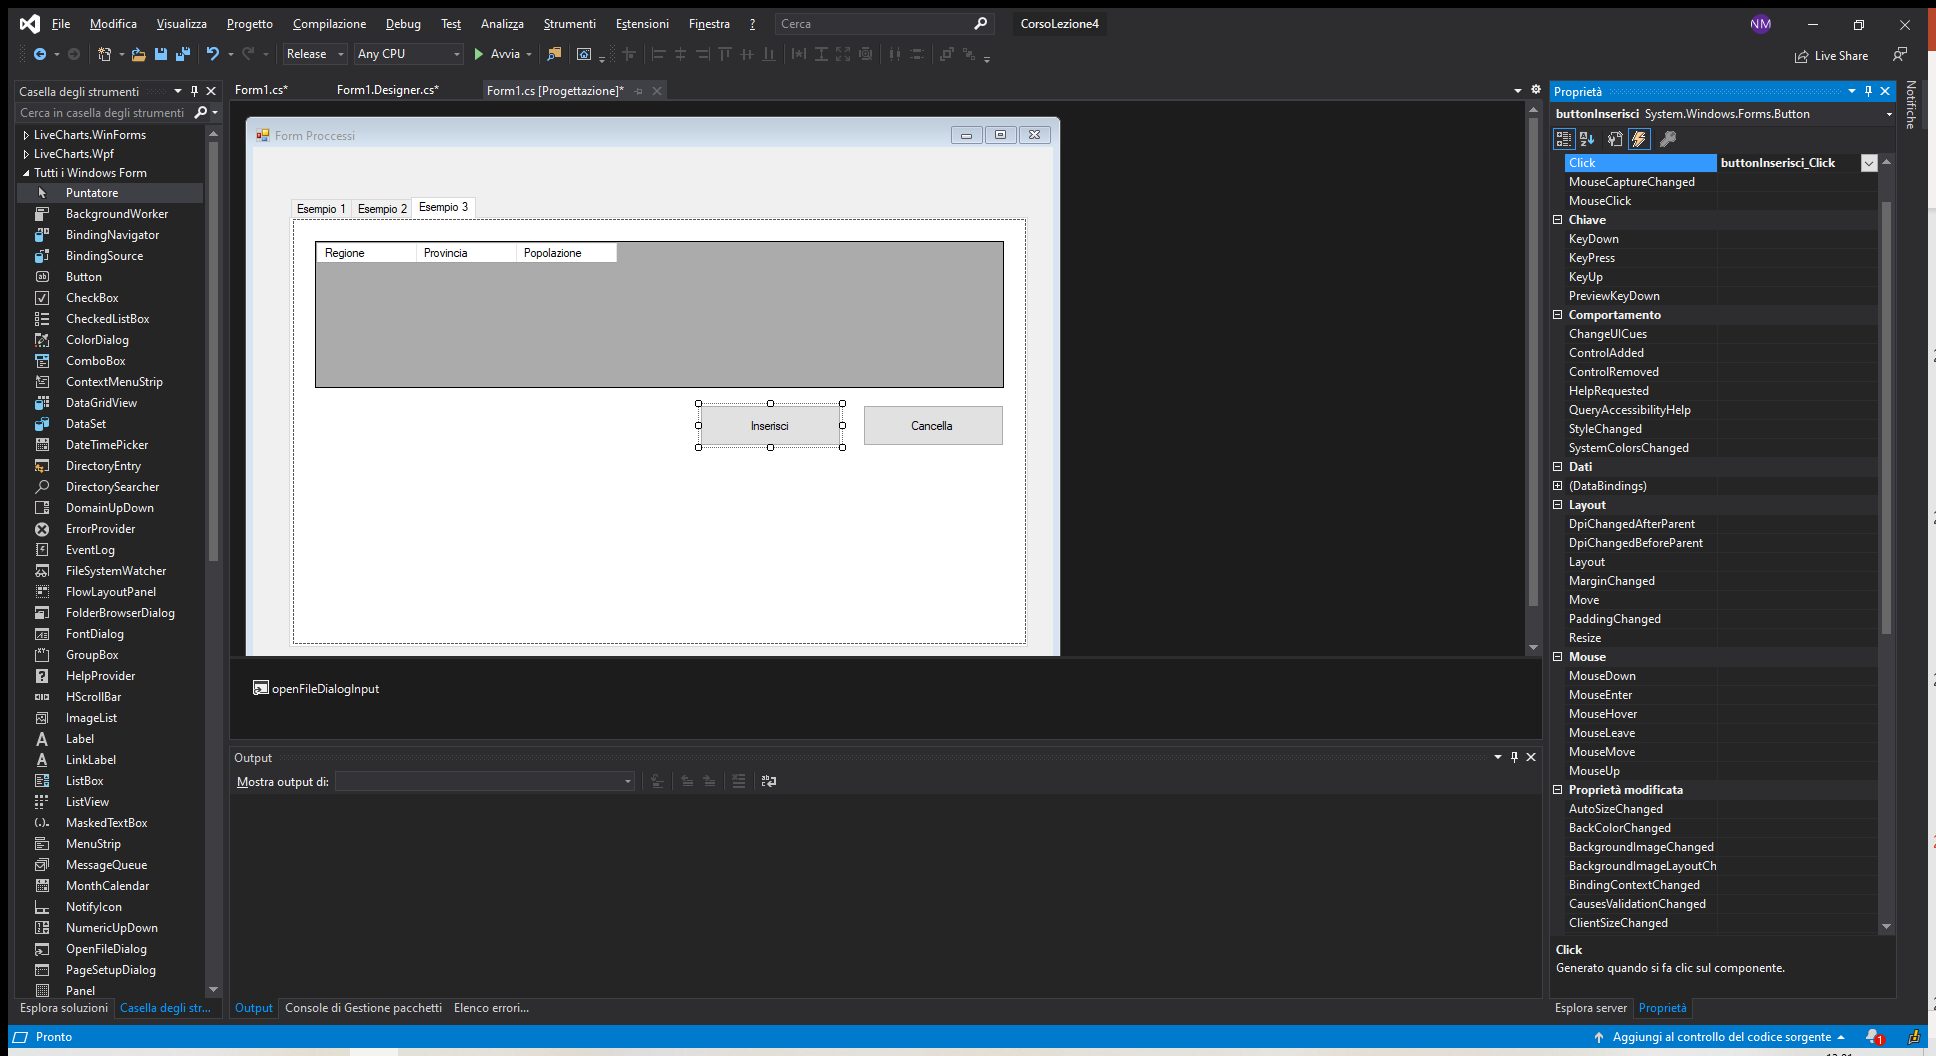 File Modifica Visualizza Progetto Compilazione Debug Test Analizza Strumenti Estensioni Finestra ? Cerca CorsoLezione4 NM
Release Any CPU Avvia Live Share
Casella degli strumenti
Cerca in casella degli strumenti
LiveCharts.WinForms
LiveCharts.Wpf
Tutti i Windows Form
Puntatore
BackgroundWorker
BindingNavigator
BindingSource
Button
CheckBox
CheckedListBox
ColorDialog
ComboBox
ContextMenuStrip
DataGridView
DataSet
DateTimePicker
DirectoryEntry
DirectorySearcher
DomainUpDown
ErrorProvider
EventLog
FileSystemWatcher
FlowLayoutPanel
FolderBrowserDialog
FontDialog
GroupBox
HelpProvider
HScrollBar
ImageList
Label
LinkLabel
ListBox
ListView
MaskedTextBox
MenuStrip
MessageQueue
MonthCalendar
NotifyIcon
NumericUpDown
OpenFileDialog
PageSetupDialog
Panel
Esplora soluzioni Casella degli str...
Form1.cs* Form1.Designer.cs* Form1.cs [Progettazione]*
Form Proccessi
Esempio 1 Esempio 2 Esempio 3
Regione Provincia Popolazione
Inserisci Cancella
openFileDialogInput
Output
Mostra output di:
Output Console di Gestione pacchetti Elenco errori...
Proprietà
buttonInserisci System.Windows.Forms.Button
Click buttonInserisci_Click
MouseCaptureChanged
MouseClick
Chiave
KeyDown
KeyPress
KeyUp
PreviewKeyDown
Comportamento
ChangeUICues
ControlAdded
ControlRemoved
HelpRequested
QueryAccessibilityHelp
StyleChanged
SystemColorsChanged
Dati
(DataBindings)
Layout
DpiChangedAfterParent
DpiChangedBeforeParent
Layout
MarginChanged
Move
PaddingChanged
Resize
Mouse
MouseDown
MouseEnter
MouseHover
MouseLeave
MouseMove
MouseUp
Proprietà modificata
AutoSizeChanged
BackColorChanged
BackgroundImageChanged
BackgroundImageLayoutCh
BindingContextChanged
CausesValidationChanged
ClientSizeChanged
Click
Generato quando si fa clic sul componente.
Esplora server Proprietà
Notifiche
Pronto Aggiungi al controllo del codice sorgente 1